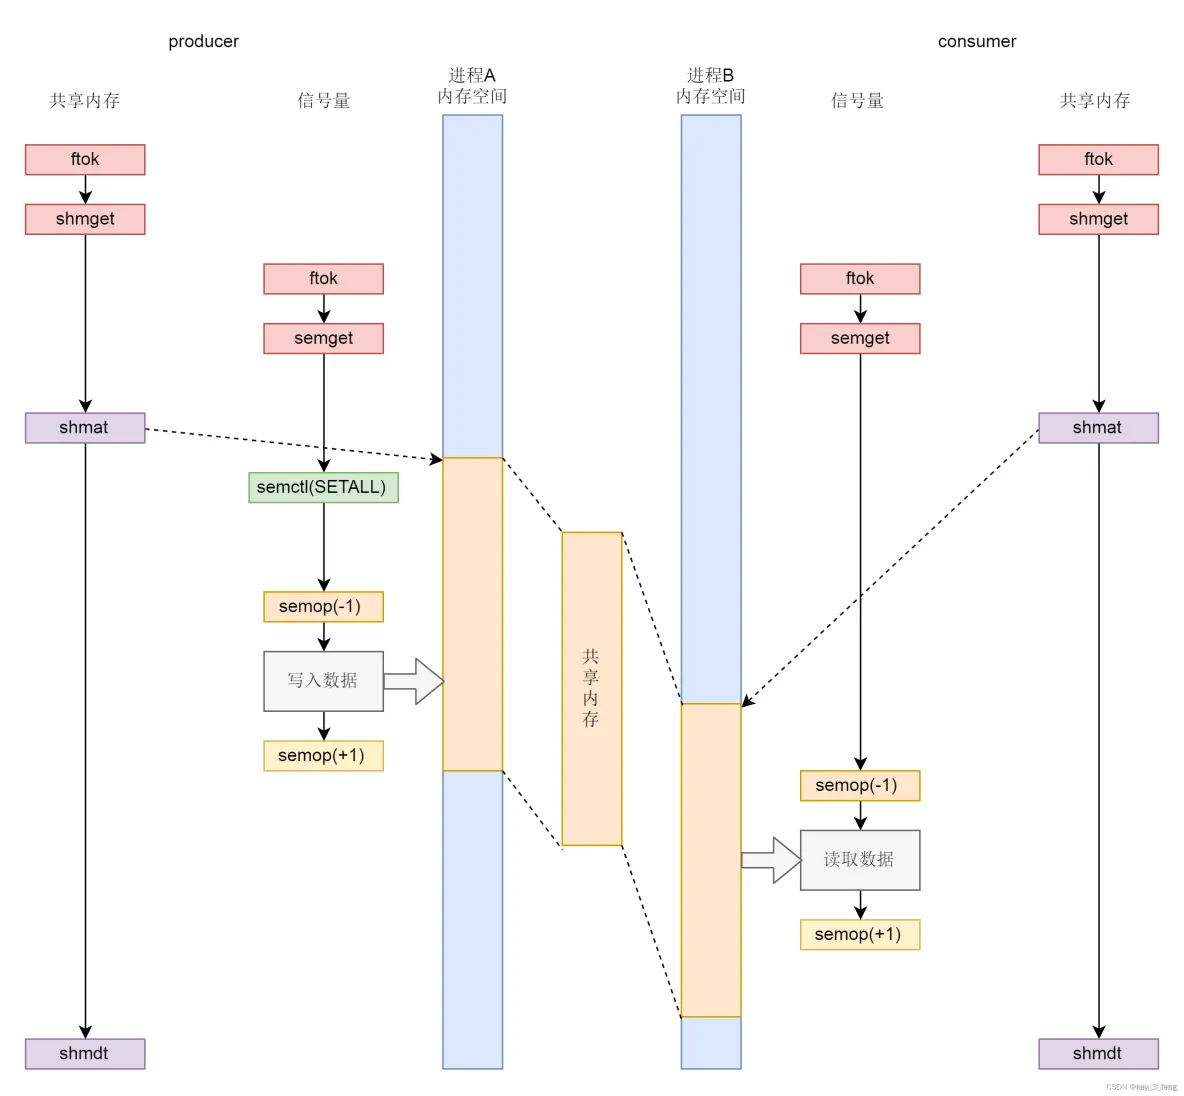 producer
consumer
进程A
内存空间
进程B
内存空间
共享内存
信号量
信号量
共享内存
ftok
ftok
shmget
shmget
ftok
ftok
semget
semget
shmat
shmat
semctl(SETALL)
semop(-1)
写入数据
共
享
内
存
semop(+1)
semop(-1)
读取数据
semop(+1)
shmdt
shmdt